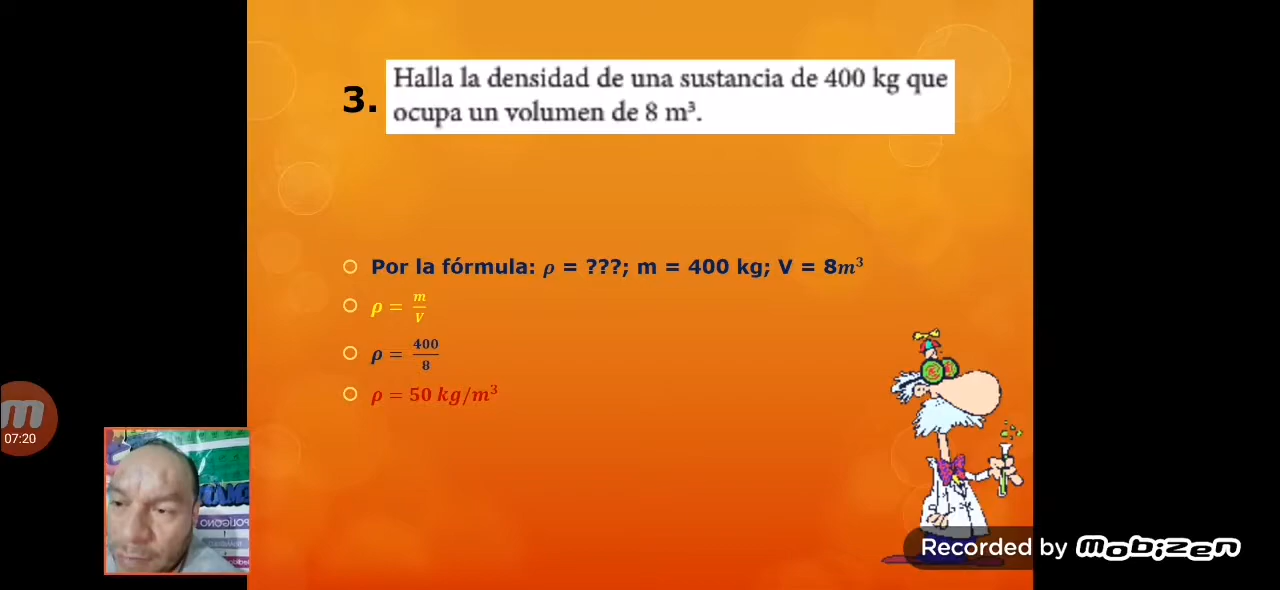 3.
Halla la densidad de una sustancia de 400 kg que
ocupa un volumen de 8 m³.
Por la fórmula: ρ = ???; m = 400 kg; V = 8m³
ρ = m/V
ρ = 400/8
ρ = 50 kg/m³
m
07:20
POLÍGONO
Recorded by mobizen